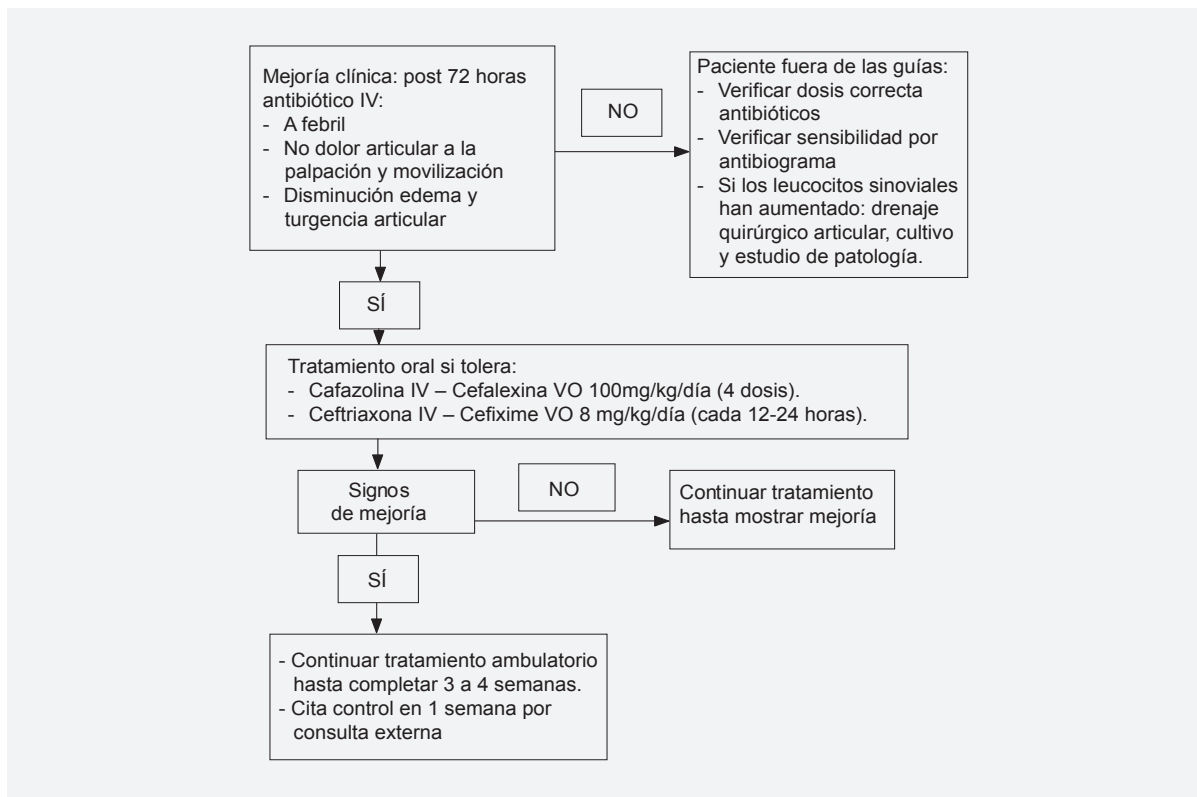 Mejoría clínica: post 72 horas
antibiótico IV:
- A febril
- No dolor articular a la
palpación y movilización
- Disminución edema y
turgencia articular
NO
Paciente fuera de las guías:
- Verificar dosis correcta
antibióticos
- Verificar sensibilidad por
antibiograma
- Si los leucocitos sinoviales
han aumentado: drenaje
quirúrgico articular, cultivo
y estudio de patología.
SÍ
Tratamiento oral si tolera:
- Cafazolina IV – Cefalexina VO 100mg/kg/día (4 dosis).
- Ceftriaxona IV – Cefixime VO 8 mg/kg/día (cada 12-24 horas).
Signos
de mejoría
NO
Continuar tratamiento
hasta mostrar mejoría
SÍ
- Continuar tratamiento ambulatorio
hasta completar 3 a 4 semanas.
- Cita control en 1 semana por
consulta externa